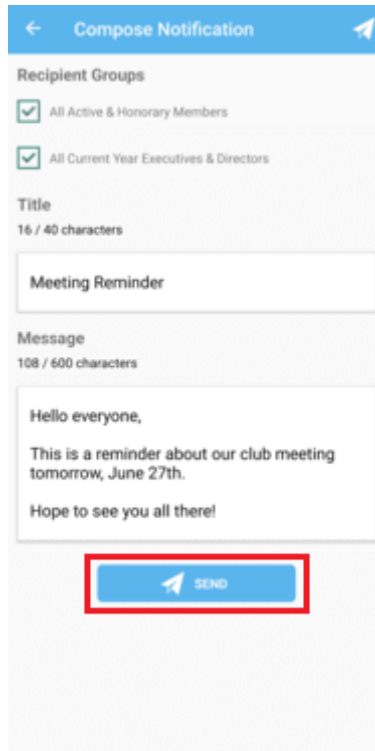 Compose Notification
Recipient Groups
All Active & Honorary Members
All Current Year Executives & Directors
Title
16 / 40 characters
Meeting Reminder
Message
108 / 600 characters
Hello everyone,
This is a reminder about our club meeting
tomorrow, June 27th.
Hope to see you all there!
SEND